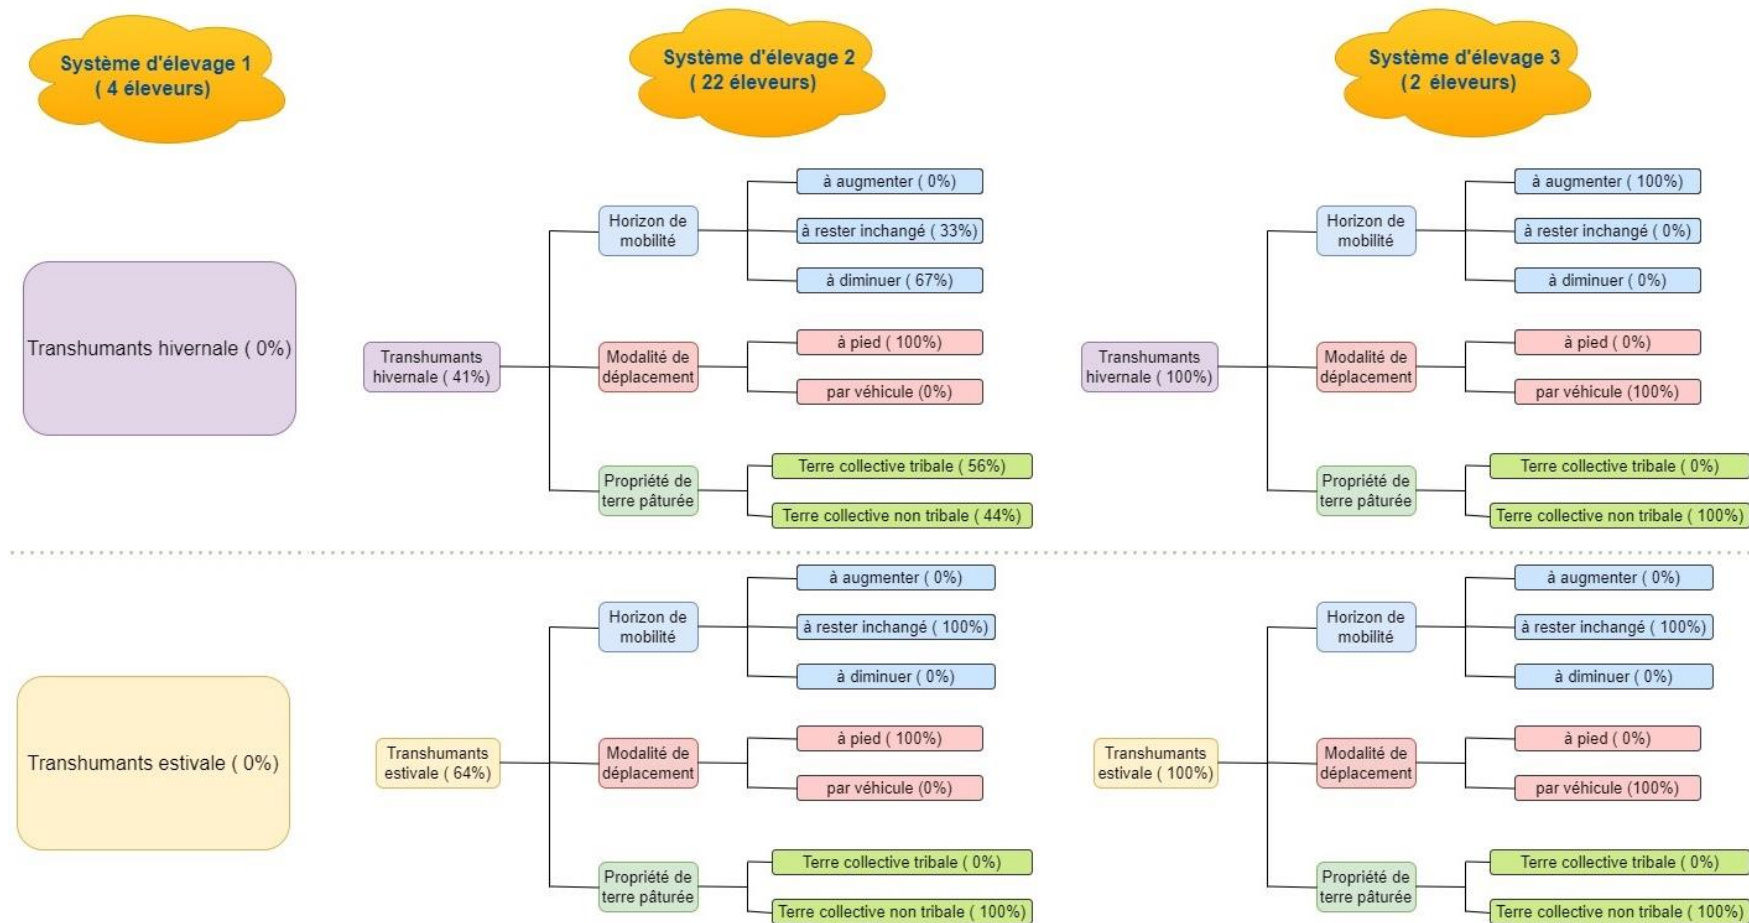 Système d'élevage 1
( 4 éleveurs)
Système d'élevage 2
( 22 éleveurs)
Système d'élevage 3
( 2 éleveurs)
Transhumants hivernale ( 0%)
Transhumants
hivernale ( 41%)
Horizon de
mobilité
à augmenter ( 0%)
à rester inchangé ( 33%)
à diminuer ( 67%)
Modalité de
déplacement
à pied ( 100%)
par véhicule (0%)
Propriété de
terre pâturée
Terre collective tribale ( 56%)
Terre collective non tribale ( 44%)
Transhumants
hivernale ( 100%)
Horizon de
mobilité
à augmenter ( 100%)
à rester inchangé ( 0%)
à diminuer ( 0%)
Modalité de
déplacement
à pied ( 0%)
par véhicule (100%)
Propriété de
terre pâturée
Terre collective tribale ( 0%)
Terre collective non tribale ( 100%)
Transhumants estivale ( 0%)
Transhumants
estivale ( 64%)
Horizon de
mobilité
à augmenter ( 0%)
à rester inchangé ( 100%)
à diminuer ( 0%)
Modalité de
déplacement
à pied ( 100%)
par véhicule (0%)
Propriété de
terre pâturée
Terre collective tribale ( 0%)
Terre collective non tribale ( 100%)
Transhumants
estivale ( 100%)
Horizon de
mobilité
à augmenter ( 0%)
à rester inchangé ( 100%)
à diminuer ( 0%)
Modalité de
déplacement
à pied ( 0%)
par véhicule (100%)
Propriété de
terre pâturée
Terre collective tribale ( 0%)
Terre collective non tribale ( 100%)